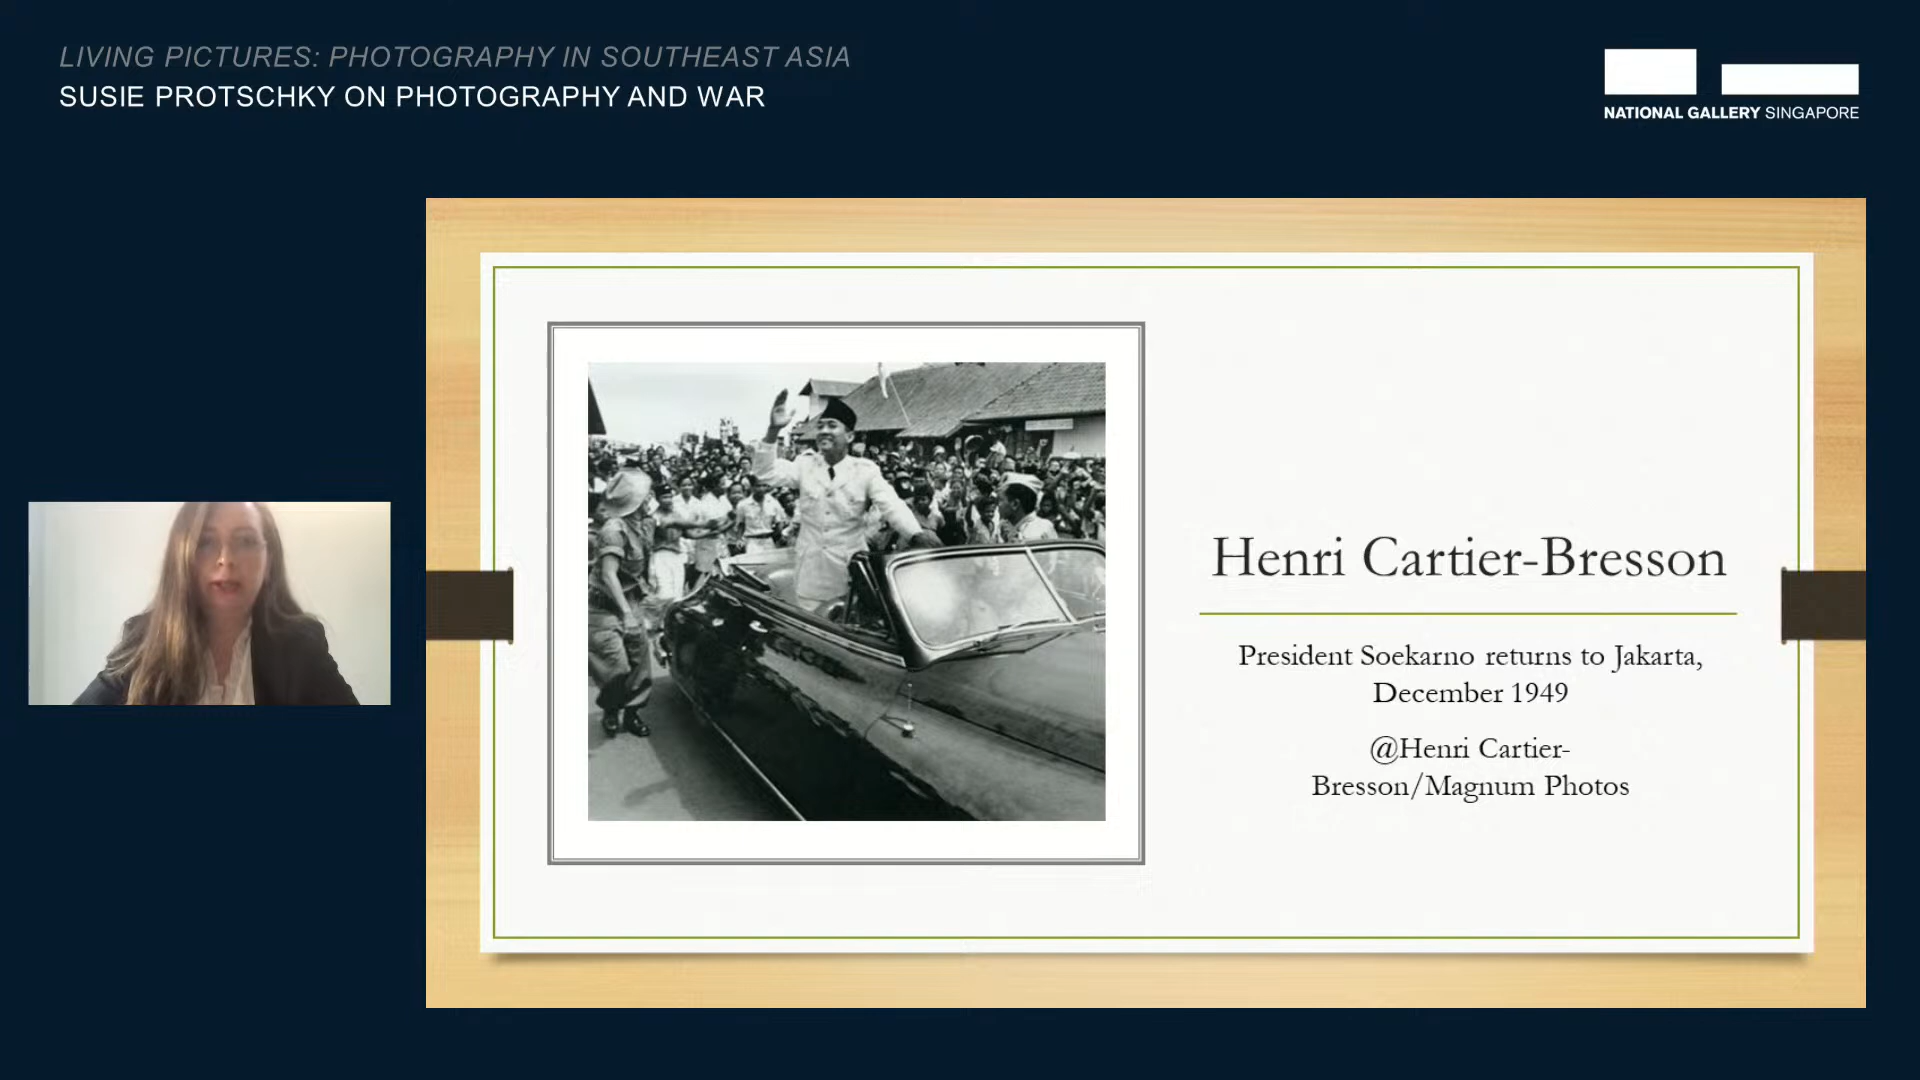 LIVING PICTURES: PHOTOGRAPHY IN SOUTHEAST ASIA
SUSIE PROTSCHKY ON PHOTOGRAPHY AND WAR
NATIONAL GALLERY SINGAPORE
Henri Cartier-Bresson
President Soekarno returns to Jakarta,
December 1949
@Henri Cartier-
Bresson/Magnum Photos